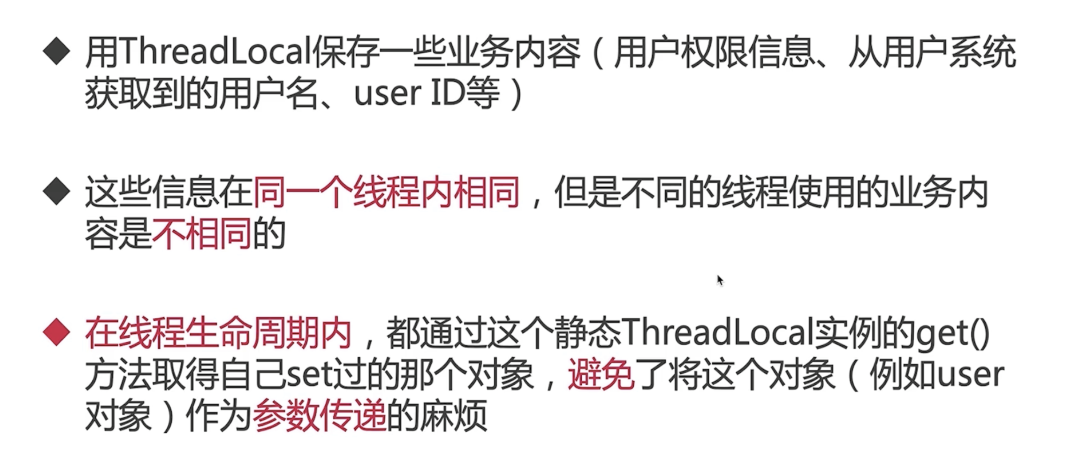 ◆ 用ThreadLocal保存一些业务内容（用户权限信息、从用户系统
获取到的用户名、user ID等）
◆ 这些信息在同一个线程内相同，但是不同的线程使用的业务内
容是不相同的
◆ 在线程生命周期内，都通过这个静态ThreadLocal实例的get()
方法取得自己set过的那个对象，避免了将这个对象（例如user
对象）作为参数传递的麻烦